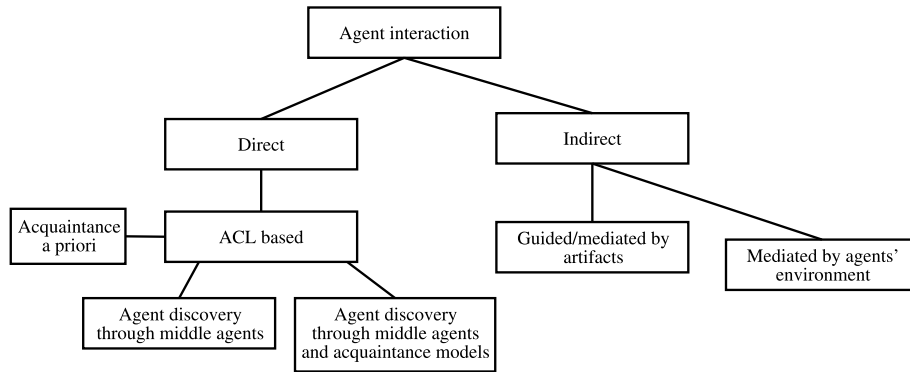 Agent interaction
Direct
Indirect
Acquaintance
a priori
ACL based
Guided/mediated by
artifacts
Mediated by agents’
environment
Agent discovery
through middle agents
Agent discovery
through middle agents
and acquaintance models